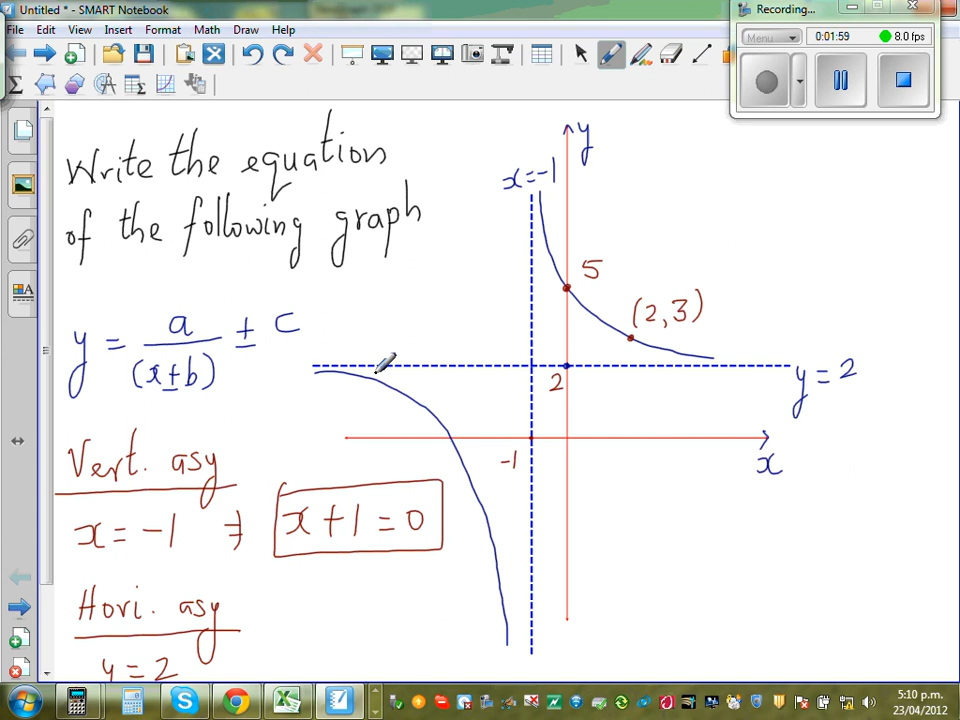 Untitled * - SMART Notebook
File Edit View Insert Format Math Draw Help
Recording...
Menu 0:01:59 8.0 fps
Write the equation
of the following graph
y = a / (x ± b) ± c
Vert. asy
x = -1 ⇒ x + 1 = 0
Hori. asy
y = 2
x = -1
y
5
(2, 3)
y = 2
2
-1
x
5:10 p.m.
23/04/2012